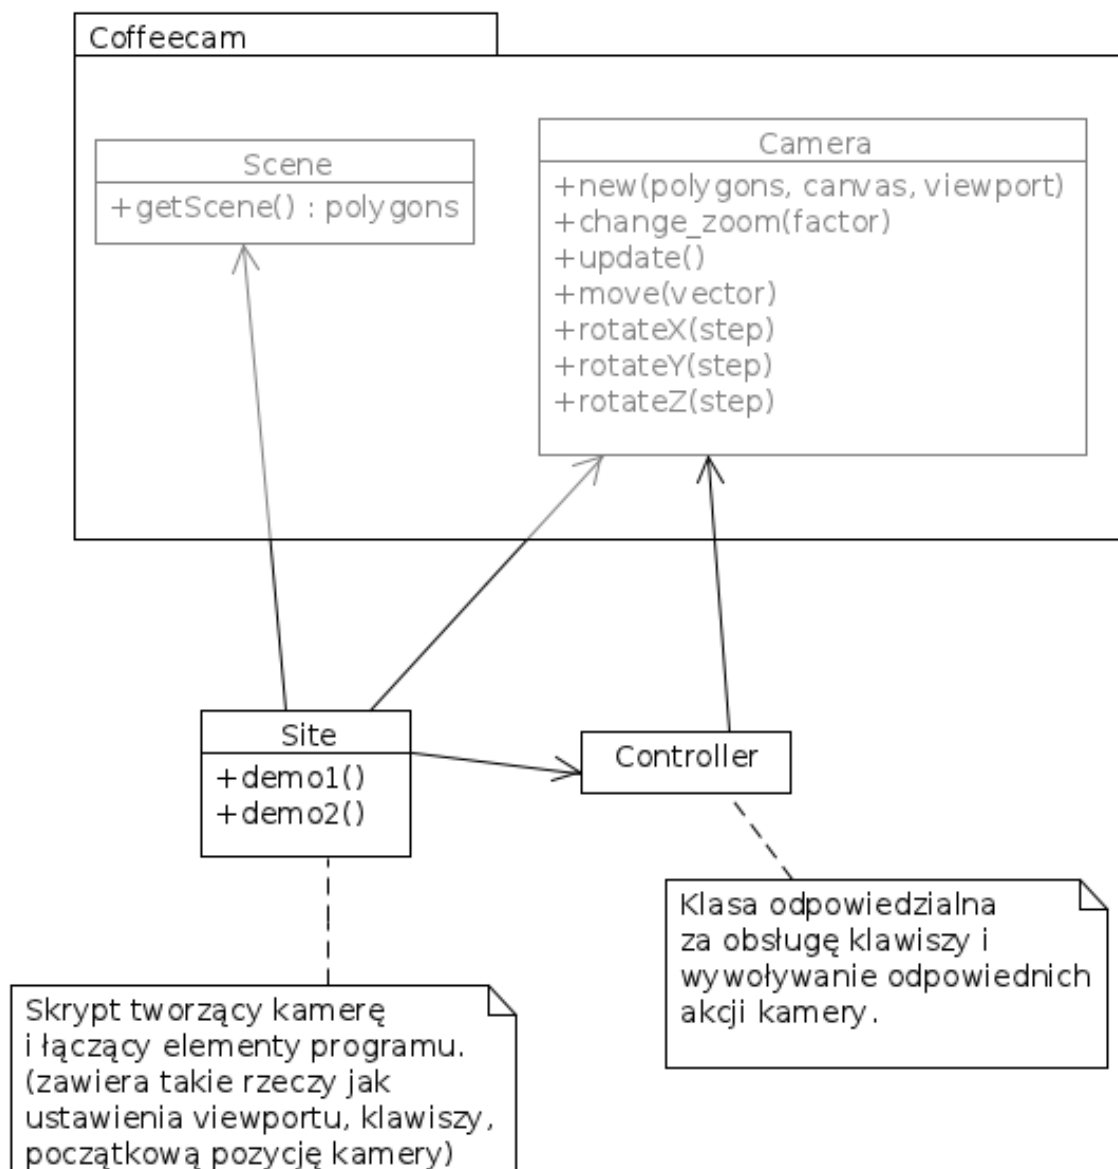 Coffeecam
Scene
+getScene() : polygons
Camera
+new(polygons, canvas, viewport)
+change_zoom(factor)
+update()
+move(vector)
+rotateX(step)
+rotateY(step)
+rotateZ(step)
Site
+demo1()
+demo2()
Controller
Klasa odpowiedzialna
za obsługę klawiszy i
wywoływanie odpowiednich
akcji kamery.
Skrypt tworzący kamerę
i łączący elementy programu.
(zawiera takie rzeczy jak
ustawienia viewportu, klawiszy,
początkową pozycję kamery)